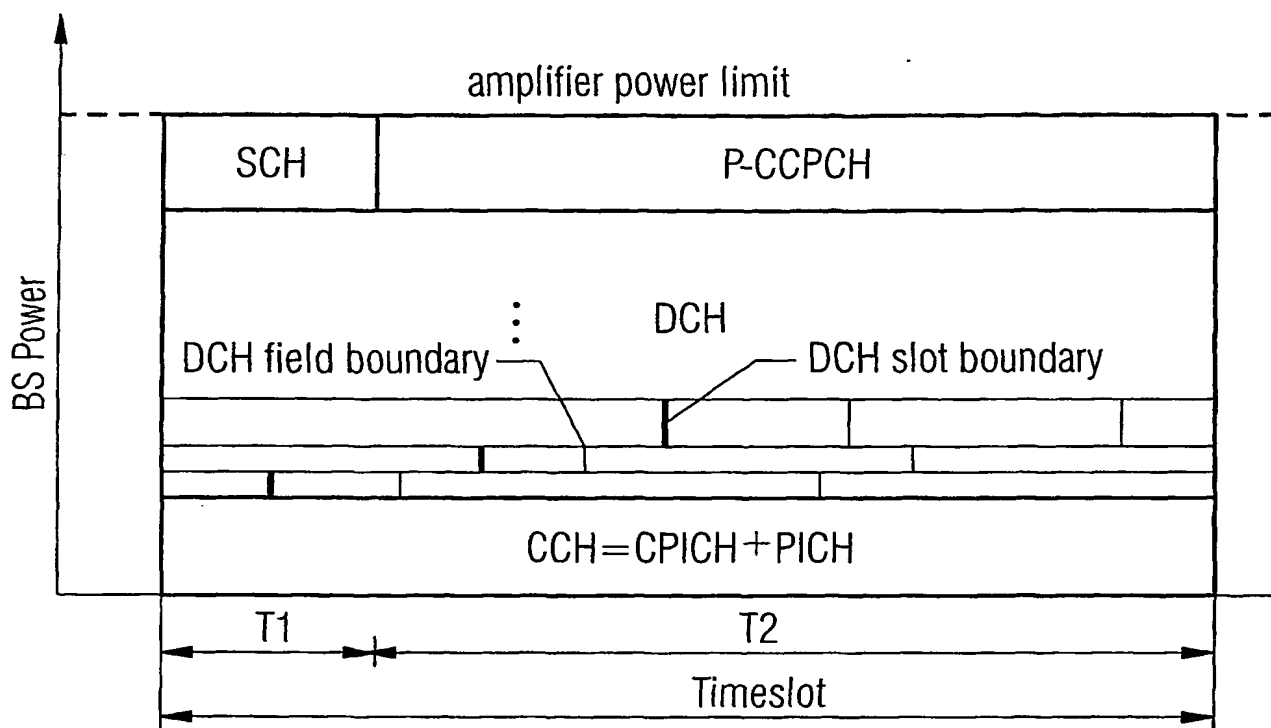 amplifier power limit
SCH
P-CCPCH
BS Power
DCH
DCH field boundary
DCH slot boundary
CCH=CPICH+PICH
T1
T2
Timeslot